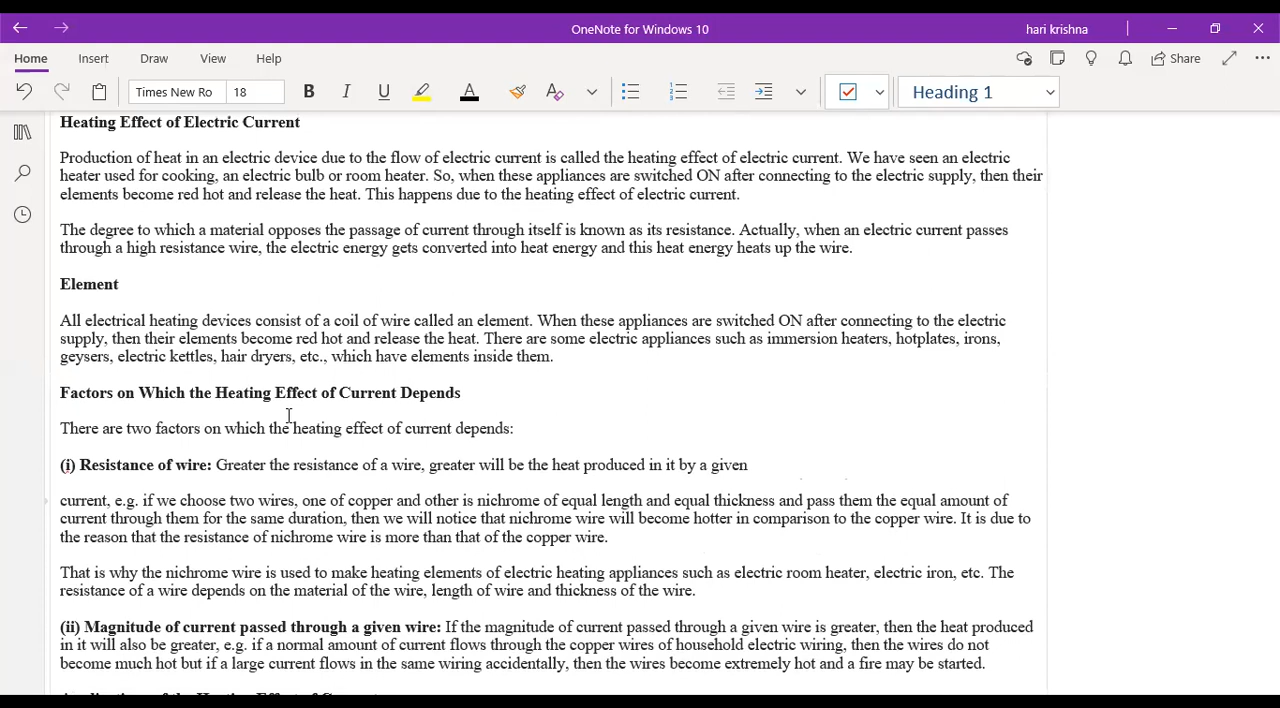 OneNote for Windows 10
hari krishna
Home Insert Draw View Help
Share
Times New Ro 18 B I U A A Heading 1
Heating Effect of Electric Current
Production of heat in an electric device due to the flow of electric current is called the heating effect of electric current. We have seen an electric
heater used for cooking, an electric bulb or room heater. So, when these appliances are switched ON after connecting to the electric supply, then their
elements become red hot and release the heat. This happens due to the heating effect of electric current.
The degree to which a material opposes the passage of current through itself is known as its resistance. Actually, when an electric current passes
through a high resistance wire, the electric energy gets converted into heat energy and this heat energy heats up the wire.
Element
All electrical heating devices consist of a coil of wire called an element. When these appliances are switched ON after connecting to the electric
supply, then their elements become red hot and release the heat. There are some electric appliances such as immersion heaters, hotplates, irons,
geysers, electric kettles, hair dryers, etc., which have elements inside them.
Factors on Which the Heating Effect of Current Depends
There are two factors on which the heating effect of current depends:
(i) Resistance of wire: Greater the resistance of a wire, greater will be the heat produced in it by a given
current, e.g. if we choose two wires, one of copper and other is nichrome of equal length and equal thickness and pass them the equal amount of
current through them for the same duration, then we will notice that nichrome wire will become hotter in comparison to the copper wire. It is due to
the reason that the resistance of nichrome wire is more than that of the copper wire.
That is why the nichrome wire is used to make heating elements of electric heating appliances such as electric room heater, electric iron, etc. The
resistance of a wire depends on the material of the wire, length of wire and thickness of the wire.
(ii) Magnitude of current passed through a given wire: If the magnitude of current passed through a given wire is greater, then the heat produced
in it will also be greater, e.g. if a normal amount of current flows through the copper wires of household electric wiring, then the wires do not
become much hot but if a large current flows in the same wiring accidentally, then the wires become extremely hot and a fire may be started.